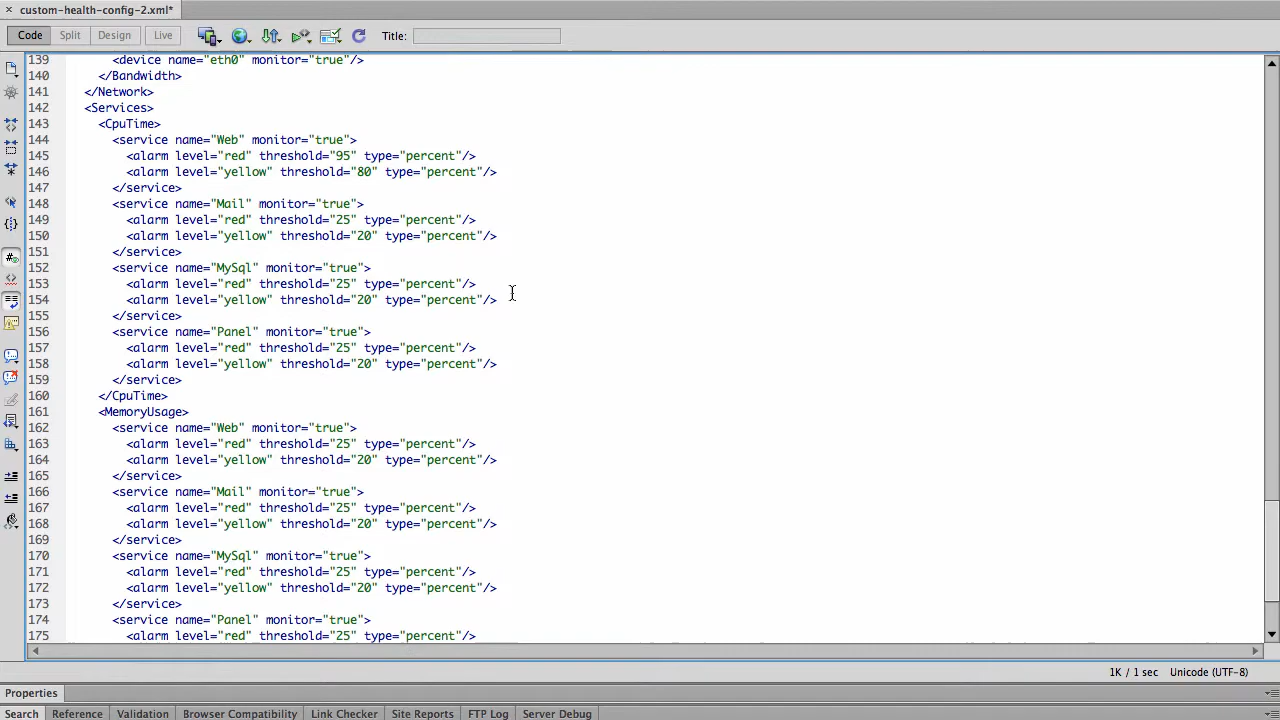 custom-health-config-2.xml*
Code Split Design Live Title:
139 <device name="eth0" monitor="true"/>
140 </Bandwidth>
141 </Network>
142 <Services>
143 <CpuTime>
144 <service name="Web" monitor="true">
145 <alarm level="red" threshold="95" type="percent"/>
146 <alarm level="yellow" threshold="80" type="percent"/>
147 </service>
148 <service name="Mail" monitor="true">
149 <alarm level="red" threshold="25" type="percent"/>
150 <alarm level="yellow" threshold="20" type="percent"/>
151 </service>
152 <service name="MySql" monitor="true">
153 <alarm level="red" threshold="25" type="percent"/>
154 <alarm level="yellow" threshold="20" type="percent"/>
155 </service>
156 <service name="Panel" monitor="true">
157 <alarm level="red" threshold="25" type="percent"/>
158 <alarm level="yellow" threshold="20" type="percent"/>
159 </service>
160 </CpuTime>
161 <MemoryUsage>
162 <service name="Web" monitor="true">
163 <alarm level="red" threshold="25" type="percent"/>
164 <alarm level="yellow" threshold="20" type="percent"/>
165 </service>
166 <service name="Mail" monitor="true">
167 <alarm level="red" threshold="25" type="percent"/>
168 <alarm level="yellow" threshold="20" type="percent"/>
169 </service>
170 <service name="MySql" monitor="true">
171 <alarm level="red" threshold="25" type="percent"/>
172 <alarm level="yellow" threshold="20" type="percent"/>
173 </service>
174 <service name="Panel" monitor="true">
175 <alarm level="red" threshold="25" type="percent"/>
1K / 1 sec Unicode (UTF-8)
Properties
Search Reference Validation Browser Compatibility Link Checker Site Reports FTP Log Server Debug